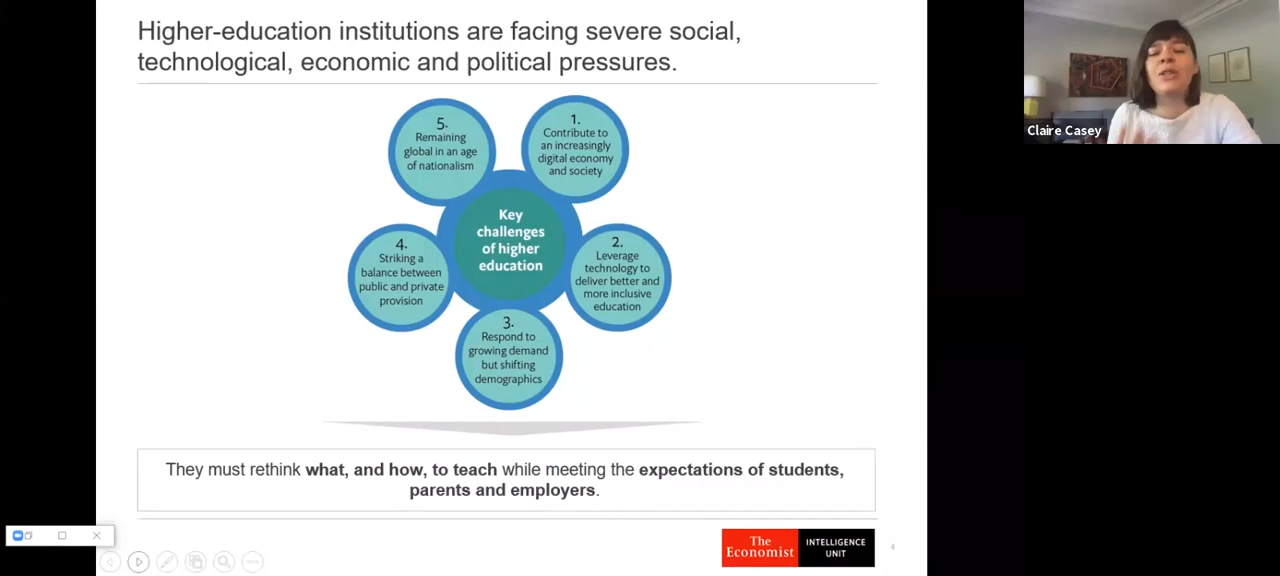 Higher-education institutions are facing severe social,
technological, economic and political pressures.
5.
Remaining
global in an age
of nationalism
1.
Contribute to
an increasingly
digital economy
and society
Key
challenges
of higher
education
4.
Striking a
balance between
public and private
provision
2.
Leverage
technology to
deliver better and
more inclusive
education
3.
Respond to
growing demand
but shifting
demographics
They must rethink what, and how, to teach while meeting the expectations of students,
parents and employers.
The
Economist
INTELLIGENCE
UNIT
4
Claire Casey